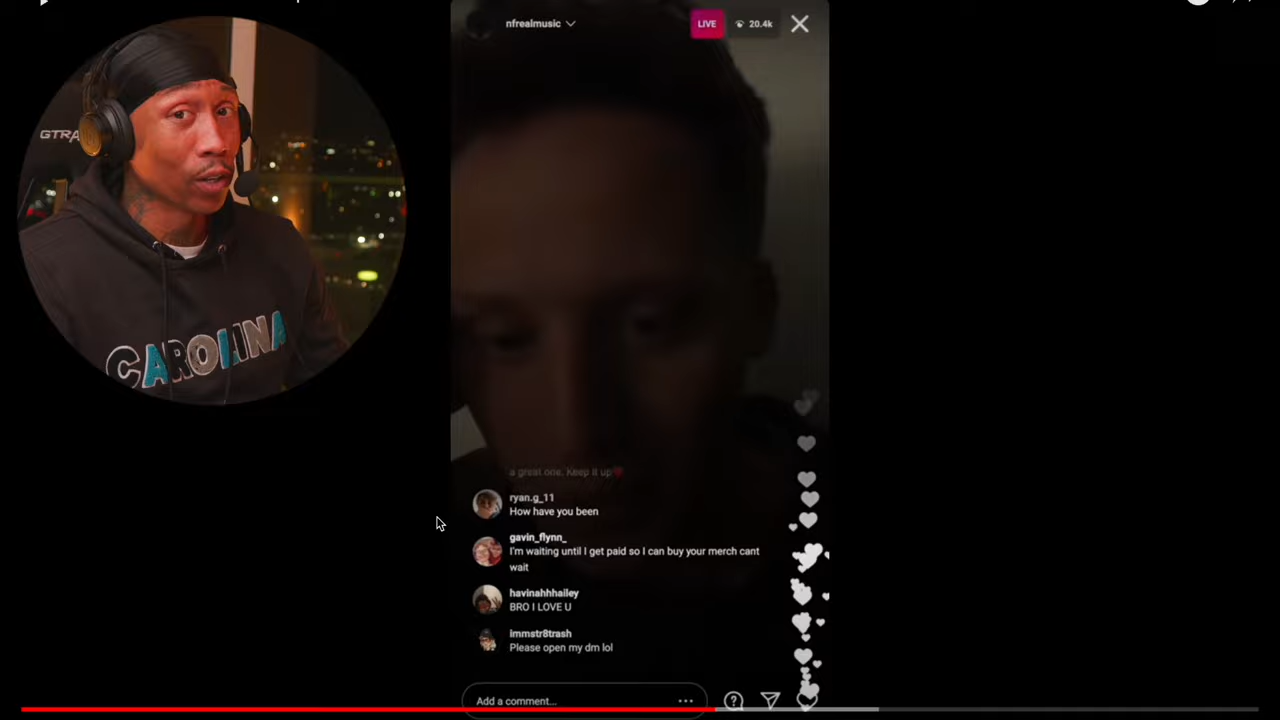 nfrealmusic
LIVE
20.4k
GTRA
CAROLINA
a great one. Keep it up
ryan.g_11
How have you been
gavin_flynn_
I'm waiting until I get paid so I can buy your merch cant
wait
havinahhhailey
BRO I LOVE U
immstr8trash
Please open my dm lol
Add a comment...